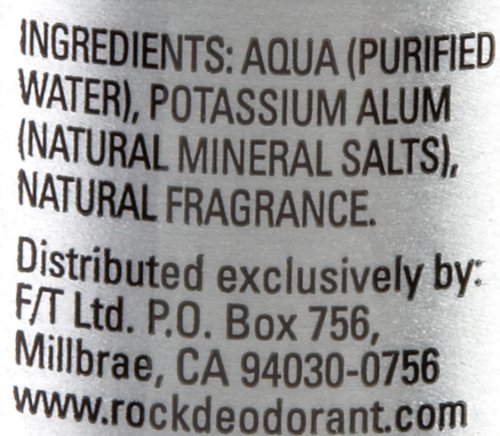 INGREDIENTS: AQUA (PURIFIED
WATER), POTASSIUM ALUM
(NATURAL MINERAL SALTS),
NATURAL FRAGRANCE.
Distributed exclusively by:
F/T Ltd. P.O. Box 756,
Millbrae, CA 94030-0756
www.rockdeodorant.com